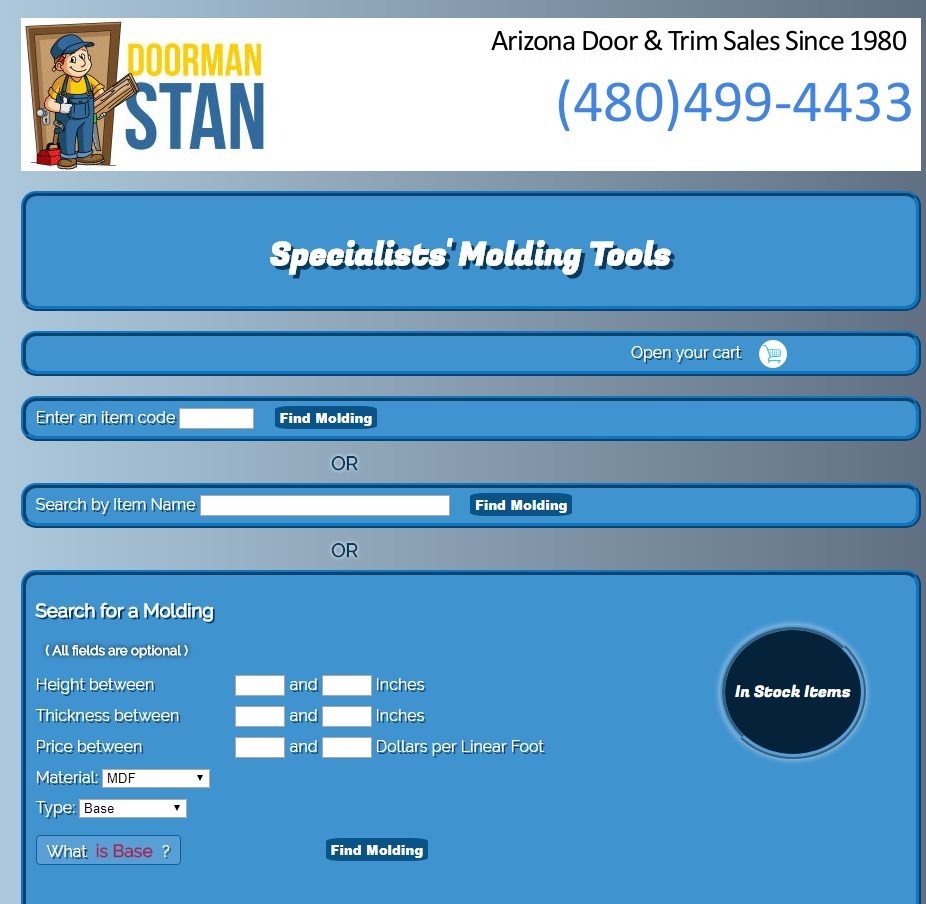 DOORMAN
STAN
Arizona Door & Trim Sales Since 1980
(480)499-4433
Specialists' Molding Tools
Open your cart
Enter an item code Find Molding
OR
Search by Item Name Find Molding
OR
Search for a Molding
( All fields are optional )
Height between and Inches
Thickness between and Inches
Price between and Dollars per Linear Foot
In Stock Items
Material: MDF
Type: Base
What is Base ? Find Molding